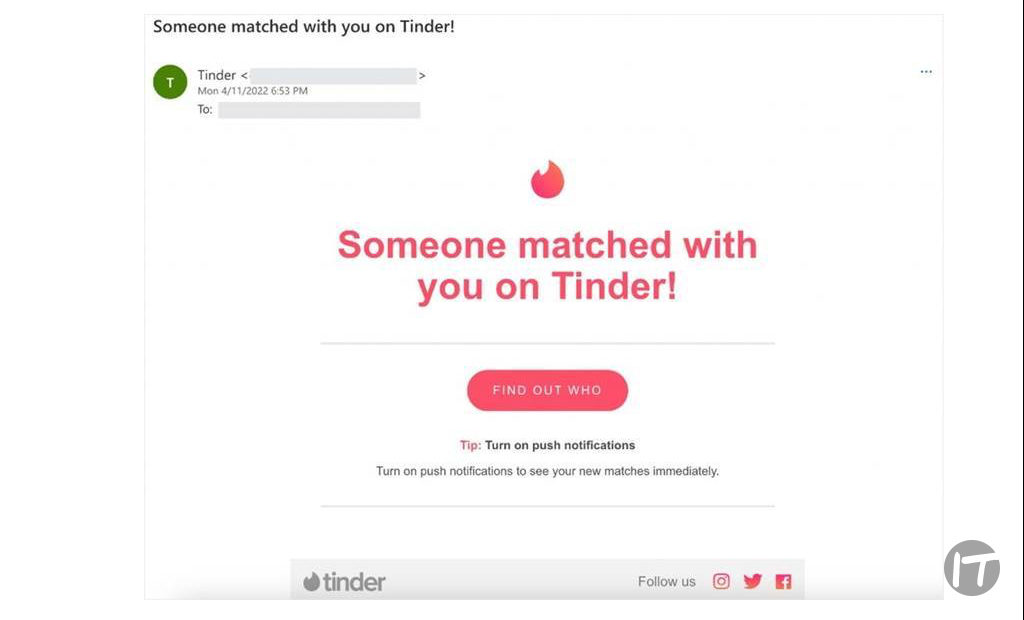 Someone matched with you on Tinder!
T
Tinder < >
Mon 4/11/2022 6:53 PM
To:
Someone matched with
you on Tinder!
FIND OUT WHO
Tip: Turn on push notifications
Turn on push notifications to see your new matches immediately.
tinder
Follow us
IT